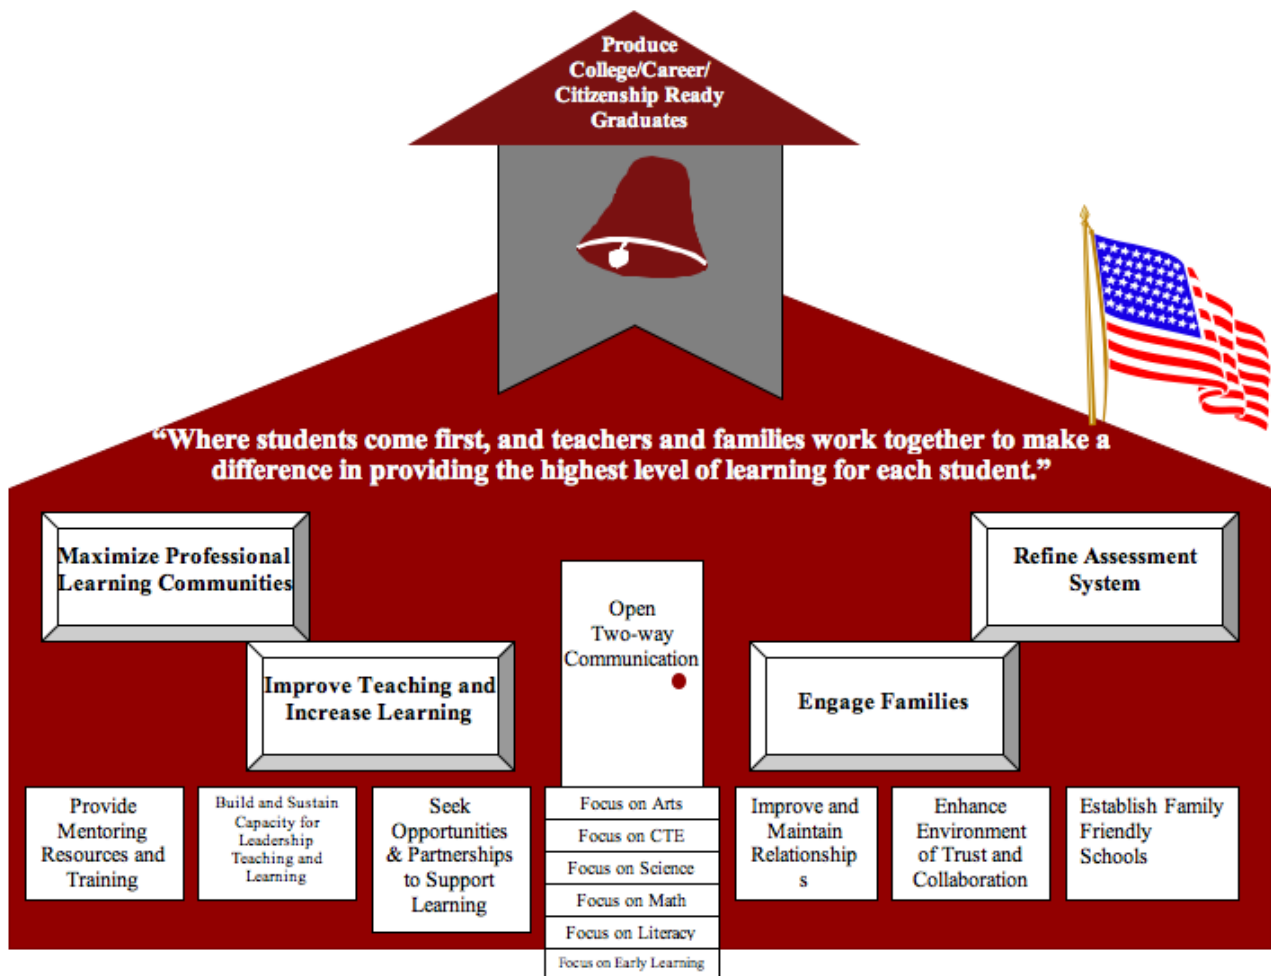 Produce
College/Career/
Citizenship Ready
Graduates
“Where students come first, and teachers and families work together to make a
difference in providing the highest level of learning for each student.”
Maximize Professional
Learning Communities
Refine Assessment
System
Open
Two-way
Communication
Improve Teaching and
Increase Learning
Engage Families
Provide
Mentoring
Resources and
Training
Build and Sustain
Capacity for
Leadership
Teaching and
Learning
Seek
Opportunities
& Partnerships
to Support
Learning
Focus on Arts
Focus on CTE
Focus on Science
Focus on Math
Focus on Literacy
Focus on Early Learning
Improve and
Maintain
Relationship
s
Enhance
Environment
of Trust and
Collaboration
Establish Family
Friendly
Schools